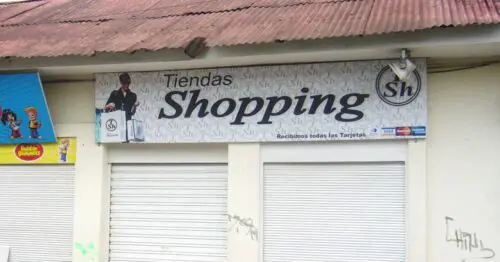 Tiendas
Shopping
Sh
Recibimos todas las Tarjetas